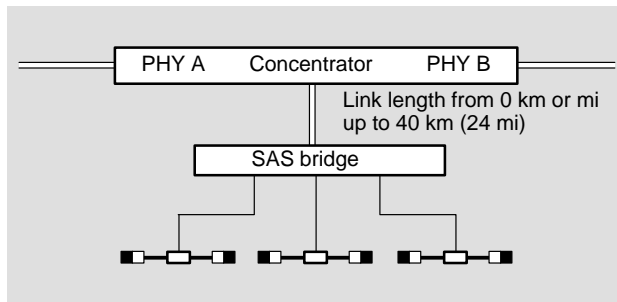 PHY A Concentrator PHY B
Link length from 0 km or mi
up to 40 km (24 mi)
SAS bridge